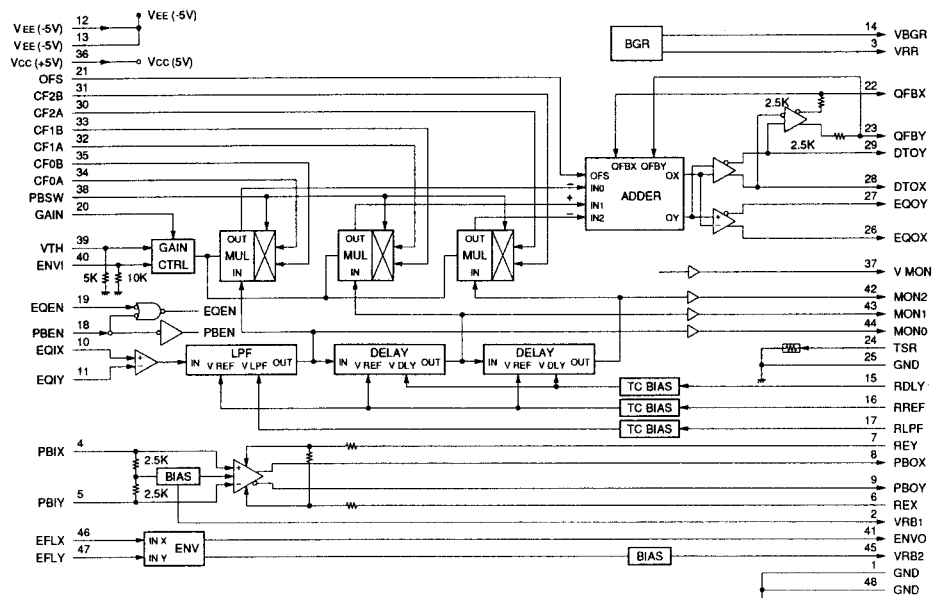 12 VEE (-5V) VEE (-5V)
13 VEE (-5V)
36 VCC (+5V) VCC (5V)
21 OFS
31 CF2B
30 CF2A
33 CF1B
32 CF1A
35 CF0B
34 CF0A
38 PBSW
20 GAIN
39 VTH
40 ENVI
5K 10K
GAIN CTRL
OUT MUL IN
OUT MUL IN
OUT MUL IN
BGR
14 VBGR
3 VRR
22 QFBX
2.5K
2.5K
23 QFBY
29 DTOY
28 DTOX
27 EQOY
26 EQOX
QFBX QFBY
OFS OX
ADDER
− IN0
+ IN1
− IN2 OY
37 V MON
42 MON2
43 MON1
44 MON0
24 TSR
25 GND
19 EQEN EQEN
18 PBEN PBEN
10 EQIX
11 EQIY
+
−
LPF
IN V REF V LPF OUT
DELAY
IN V REF V DLY OUT
DELAY
IN V REF V DLY OUT
TC BIAS 15 RDLY
TC BIAS 16 RREF
TC BIAS 17 RLPF
7 REY
8 PBOX
9 PBOY
6 REX
2 VRB1
4 PBIX
2.5K
BIAS
2.5K
5 PBIY
+
−
46 EFLX
47 EFLY
IN X
IN Y
ENV
41 ENVO
BIAS 45 VRB2
1 GND
48 GND